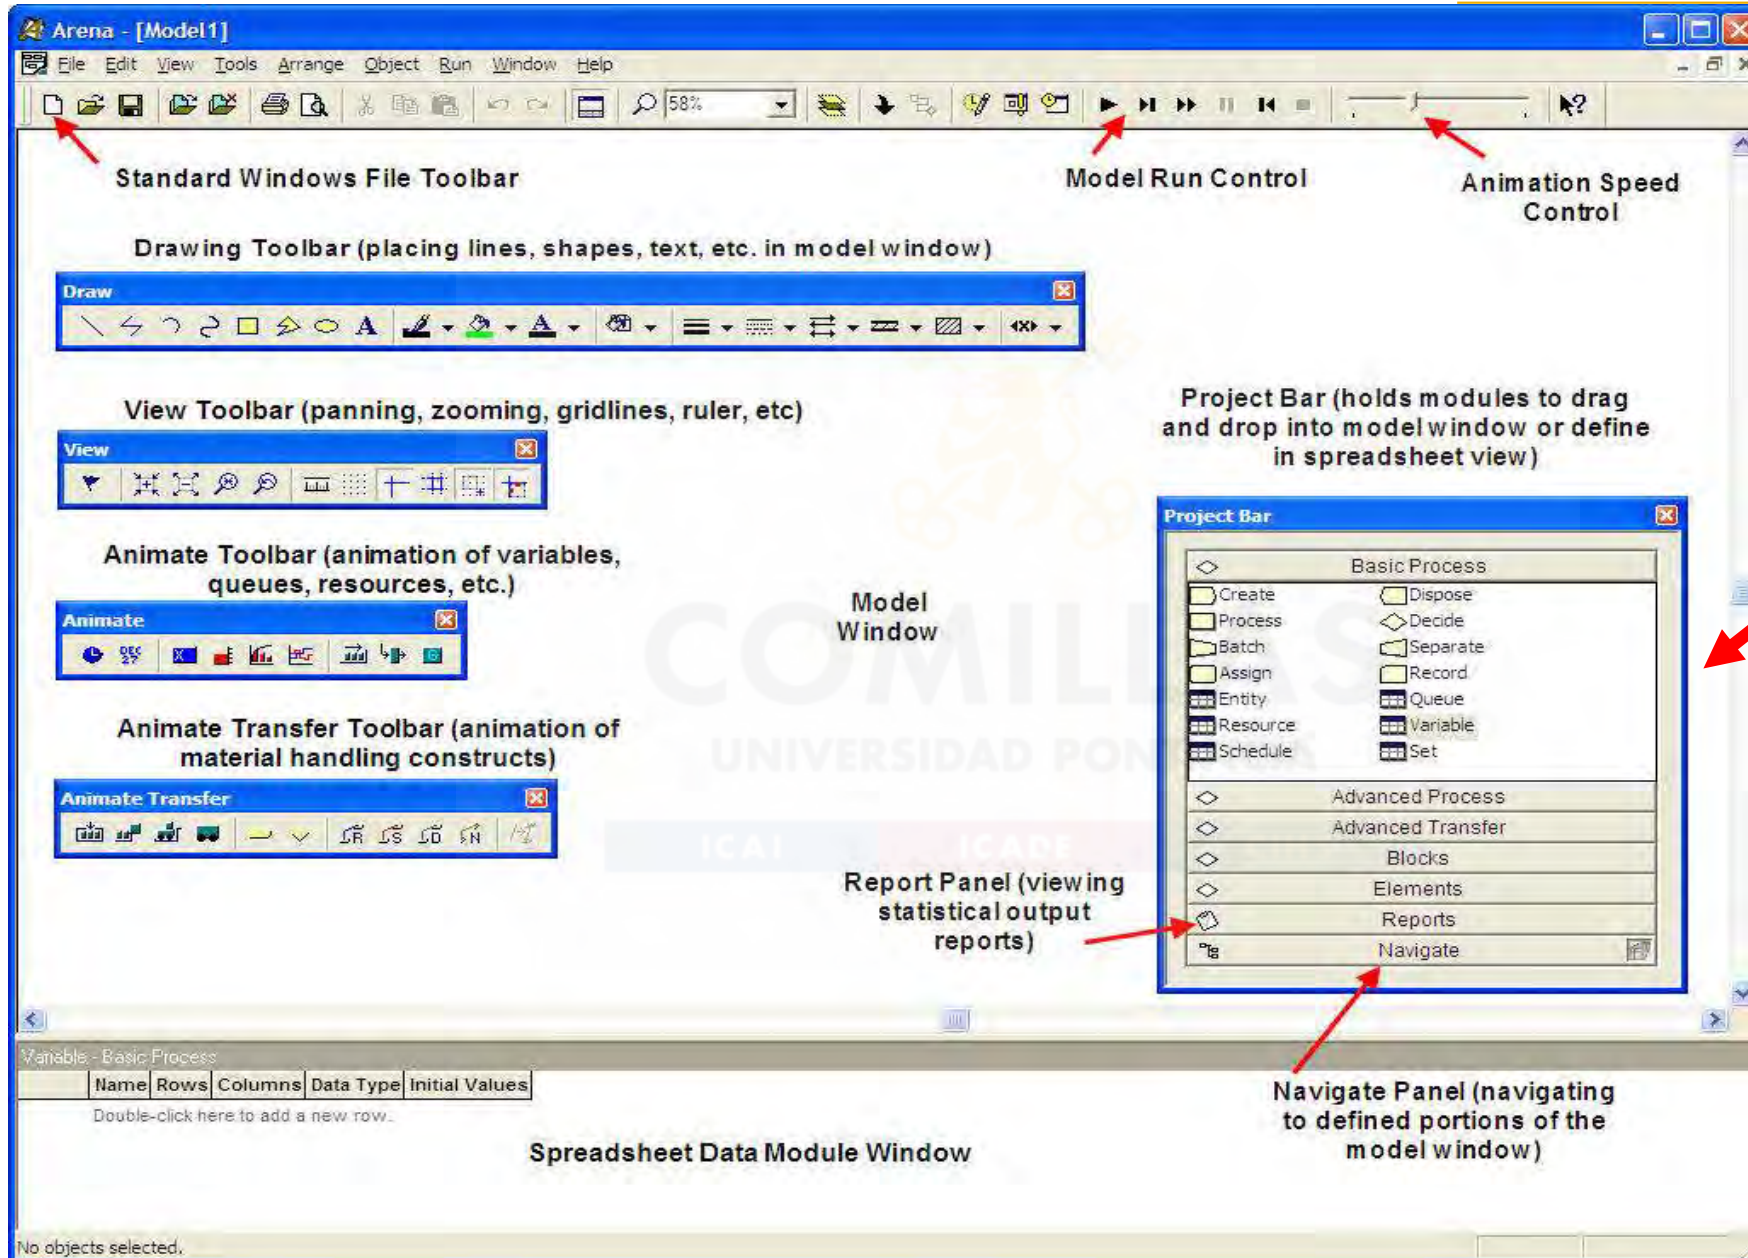 Arena - [Model1]
File Edit View Tools Arrange Object Run Window Help
58%
Standard Windows File Toolbar
Model Run Control
Animation Speed
Control
Drawing Toolbar (placing lines, shapes, text, etc. in model window)
Draw
A
A
View Toolbar (panning, zooming, gridlines, ruler, etc)
View
Project Bar (holds modules to drag
and drop into model window or define
in spreadsheet view)
Animate Toolbar (animation of variables,
queues, resources, etc.)
Animate
DEC
27
X
Model
Window
Project Bar
Basic Process
Create Dispose
Process Decide
Batch Separate
Assign Record
Entity Queue
Resource Variable
Schedule Set
Advanced Process
Advanced Transfer
Blocks
Elements
Reports
Navigate
Animate Transfer Toolbar (animation of
material handling constructs)
Animate Transfer
R S D N
Report Panel (viewing
statistical output
reports)
COMILLAS
UNIVERSIDAD PON
ICAI ICADE
Variable - Basic Process
Name Rows Columns Data Type Initial Values
Double-click here to add a new row.
Spreadsheet Data Module Window
Navigate Panel (navigating
to defined portions of the
model window)
No objects selected.